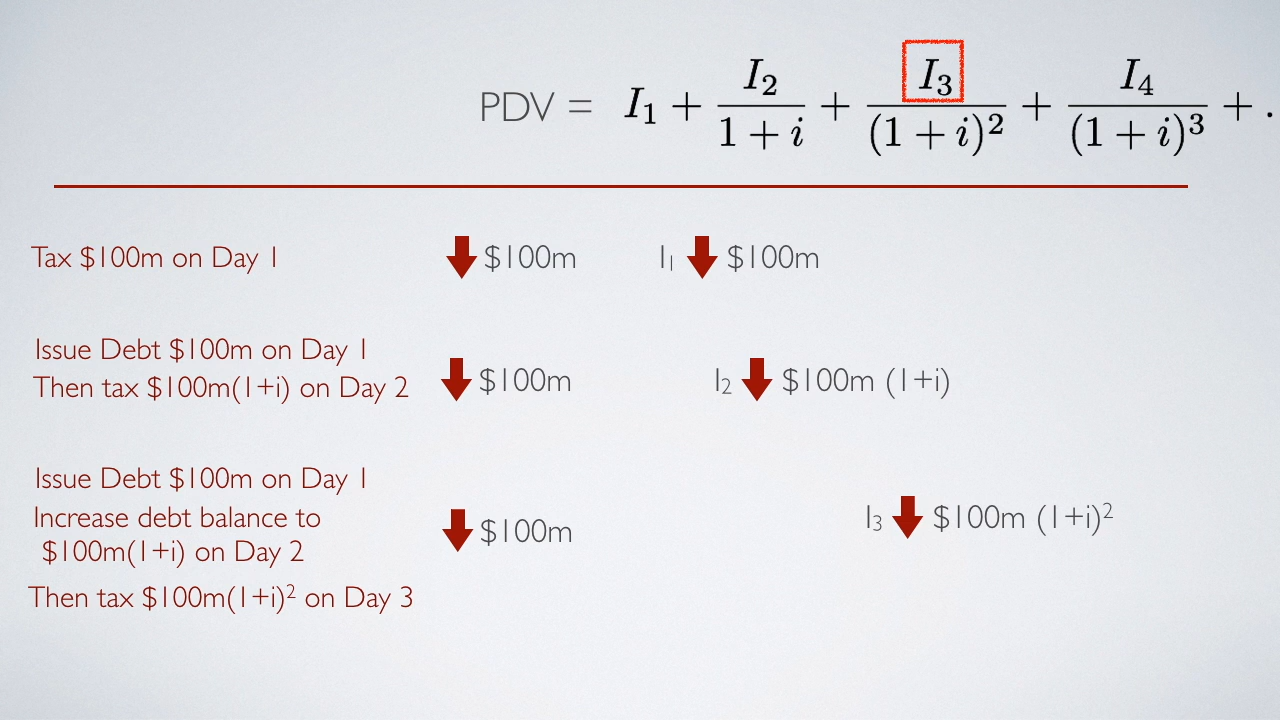 PDV = I₁ + I₂/(1 + i) + I₃/(1 + i)² + I₄/(1 + i)³ + .
Tax $100m on Day 1 $100m I₁ $100m
Issue Debt $100m on Day 1
Then tax $100m(1+i) on Day 2 $100m I₂ $100m (1+i)
Issue Debt $100m on Day 1
Increase debt balance to $100m I₃ $100m (1+i)²
$100m(1+i) on Day 2
Then tax $100m(1+i)² on Day 3